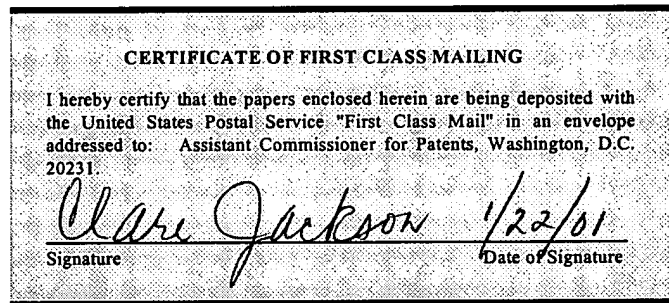 CERTIFICATE OF FIRST CLASS MAILING
I hereby certify that the papers enclosed herein are being deposited with
the United States Postal Service "First Class Mail" in an envelope
addressed to: Assistant Commissioner for Patents, Washington, D.C.
20231.
Clare Jackson 1/22/01
Signature Date of Signature